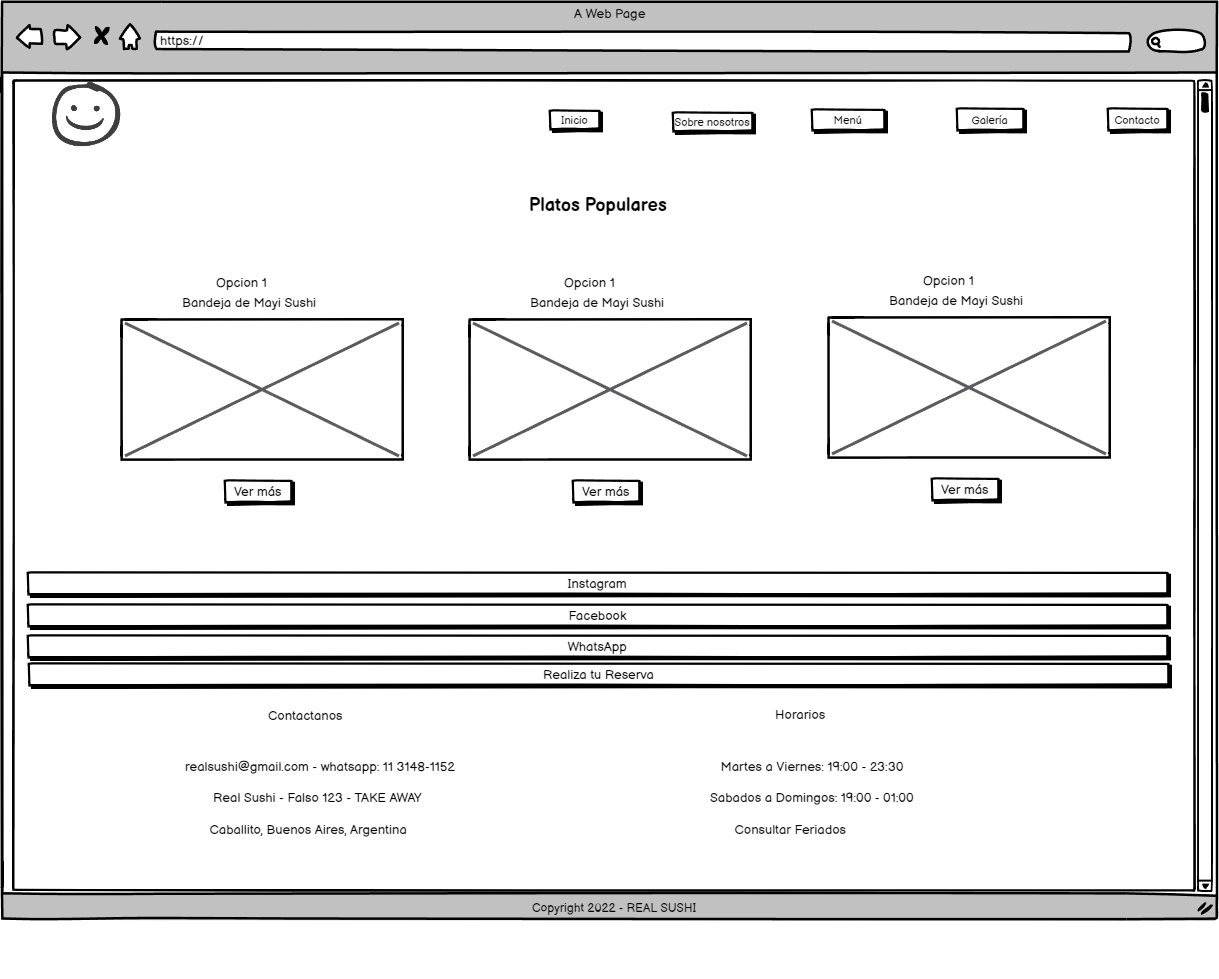 A Web Page
https://
Inicio
Sobre nosotros
Menú
Galería
Contacto
Platos Populares
Opcion 1
Bandeja de Mayi Sushi
Opcion 1
Bandeja de Mayi Sushi
Opcion 1
Bandeja de Mayi Sushi
Ver más
Ver más
Ver más
Instagram
Facebook
WhatsApp
Realiza tu Reserva
Contactanos
realsushi@gmail.com - whatsapp: 11 3148-1152
Real Sushi - Falso 123 - TAKE AWAY
Caballito, Buenos Aires, Argentina
Horarios
Martes a Viernes: 19:00 - 23:30
Sabados a Domingos: 19:00 - 01:00
Consultar Feriados
Copyright 2022 - REAL SUSHI